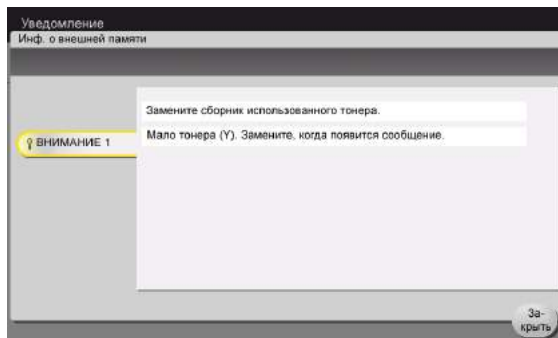 Уведомление
Инф. о внешней памяти
Замените сборник использованного тонера.
Мало тонера (Y). Замените, когда появится сообщение.
ВНИМАНИЕ 1
За-
крыть